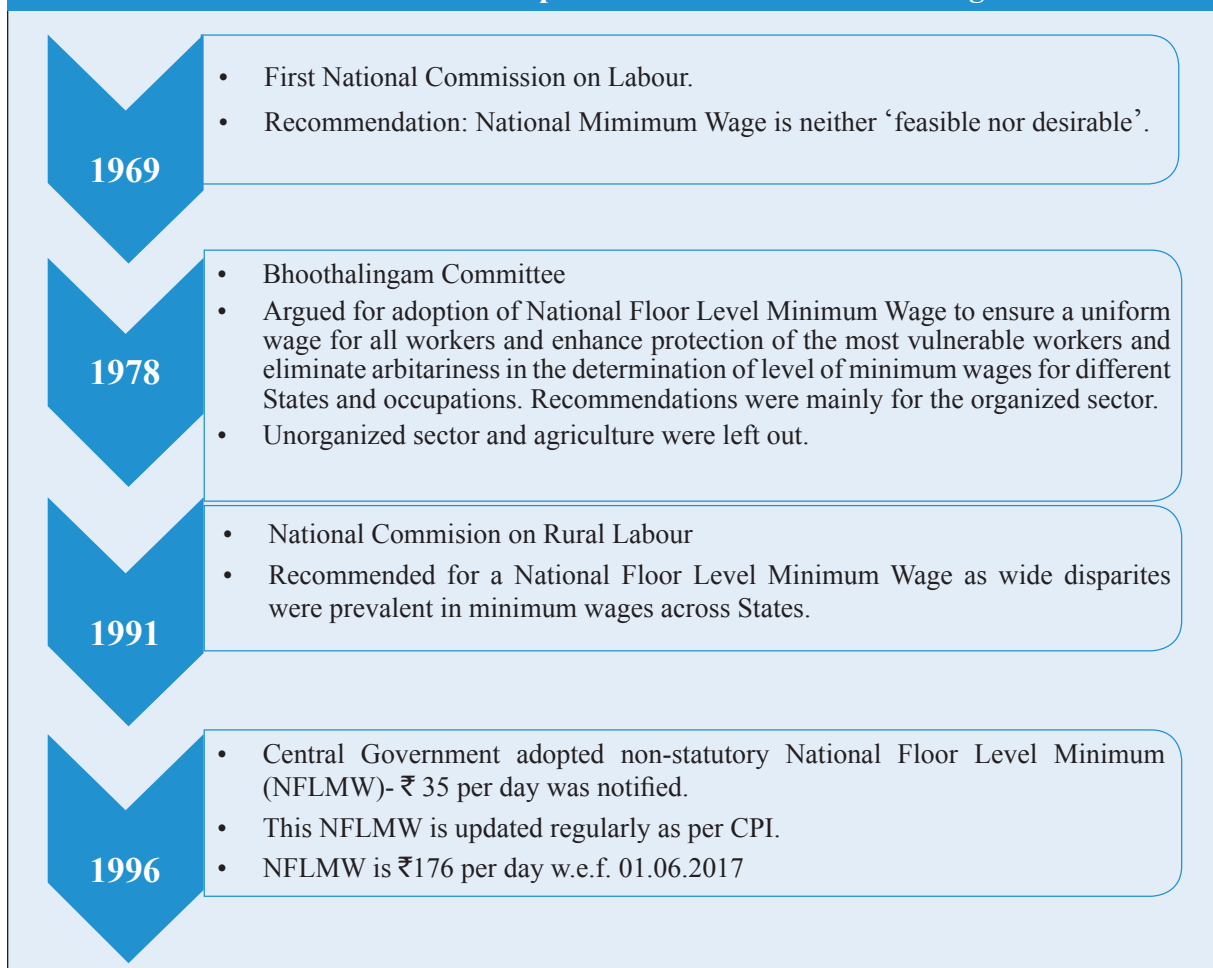 1969
• First National Commission on Labour.
• Recommendation: National Mimimum Wage is neither ‘feasible nor desirable’.
1978
• Bhoothalingam Committee
• Argued for adoption of National Floor Level Minimum Wage to ensure a uniform
wage for all workers and enhance protection of the most vulnerable workers and
eliminate arbitariness in the determination of level of minimum wages for different
States and occupations. Recommendations were mainly for the organized sector.
• Unorganized sector and agriculture were left out.
1991
• National Commision on Rural Labour
• Recommended for a National Floor Level Minimum Wage as wide disparites
were prevalent in minimum wages across States.
1996
• Central Government adopted non-statutory National Floor Level Minimum
(NFLMW)- ₹ 35 per day was notified.
• This NFLMW is updated regularly as per CPI.
• NFLMW is ₹176 per day w.e.f. 01.06.2017